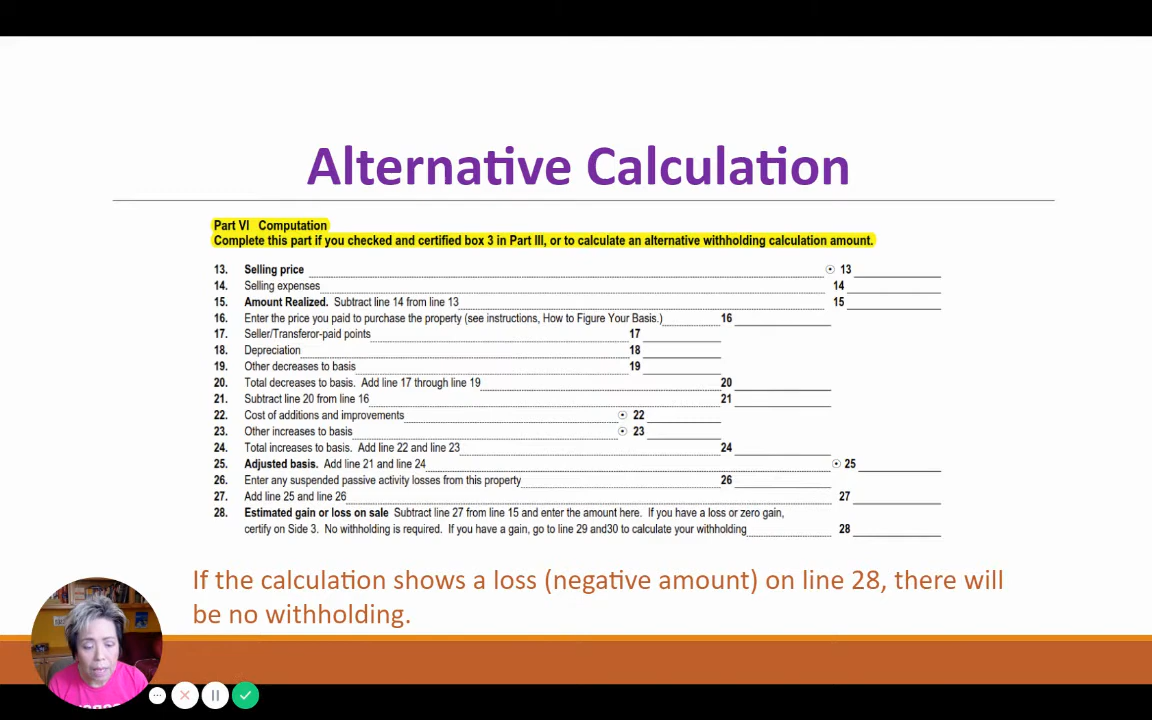 Alternative Calculation
Part VI Computation
Complete this part if you checked and certified box 3 in Part III, or to calculate an alternative withholding calculation amount.
13. Selling price 13
14. Selling expenses 14
15. Amount Realized. Subtract line 14 from line 13 15
16. Enter the price you paid to purchase the property (see instructions, How to Figure Your Basis.) 16
17. Seller/Transferor-paid points 17
18. Depreciation 18
19. Other decreases to basis 19
20. Total decreases to basis. Add line 17 through line 19 20
21. Subtract line 20 from line 16 21
22. Cost of additions and improvements 22
23. Other increases to basis 23
24. Total increases to basis. Add line 22 and line 23 24
25. Adjusted basis. Add line 21 and line 24 25
26. Enter any suspended passive activity losses from this property 26
27. Add line 25 and line 26 27
28. Estimated gain or loss on sale Subtract line 27 from line 15 and enter the amount here. If you have a loss or zero gain,
certify on Side 3. No withholding is required. If you have a gain, go to line 29 and30 to calculate your withholding 28
If the calculation shows a loss (negative amount) on line 28, there will
be no withholding.